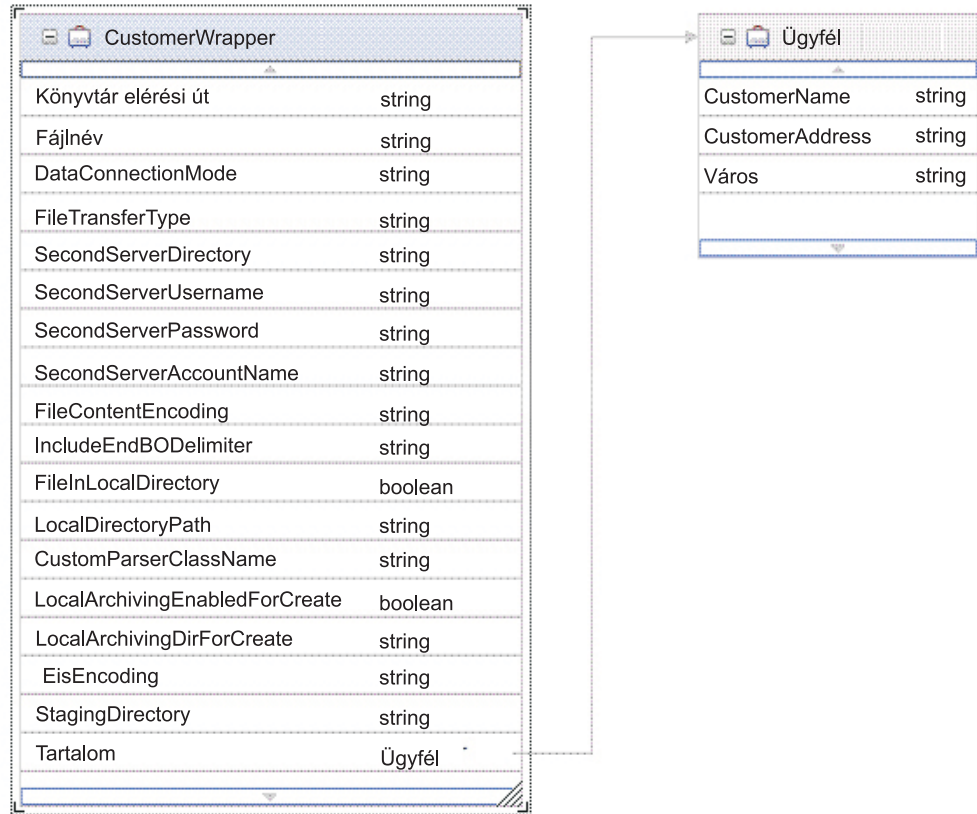 CustomerWrapper
Könyvtár elérési út string
Fájlnév string
DataConnectionMode string
FileTransferType string
SecondServerDirectory string
SecondServerUsername string
SecondServerPassword string
SecondServerAccountName string
FileContentEncoding string
IncludeEndBODelimiter string
FileInLocalDirectory boolean
LocalDirectoryPath string
CustomParserClassName string
LocalArchivingEnabledForCreate boolean
LocalArchivingDirForCreate string
EisEncoding string
StagingDirectory string
Tartalom Ügyfél
Ügyfél
CustomerName string
CustomerAddress string
Város string